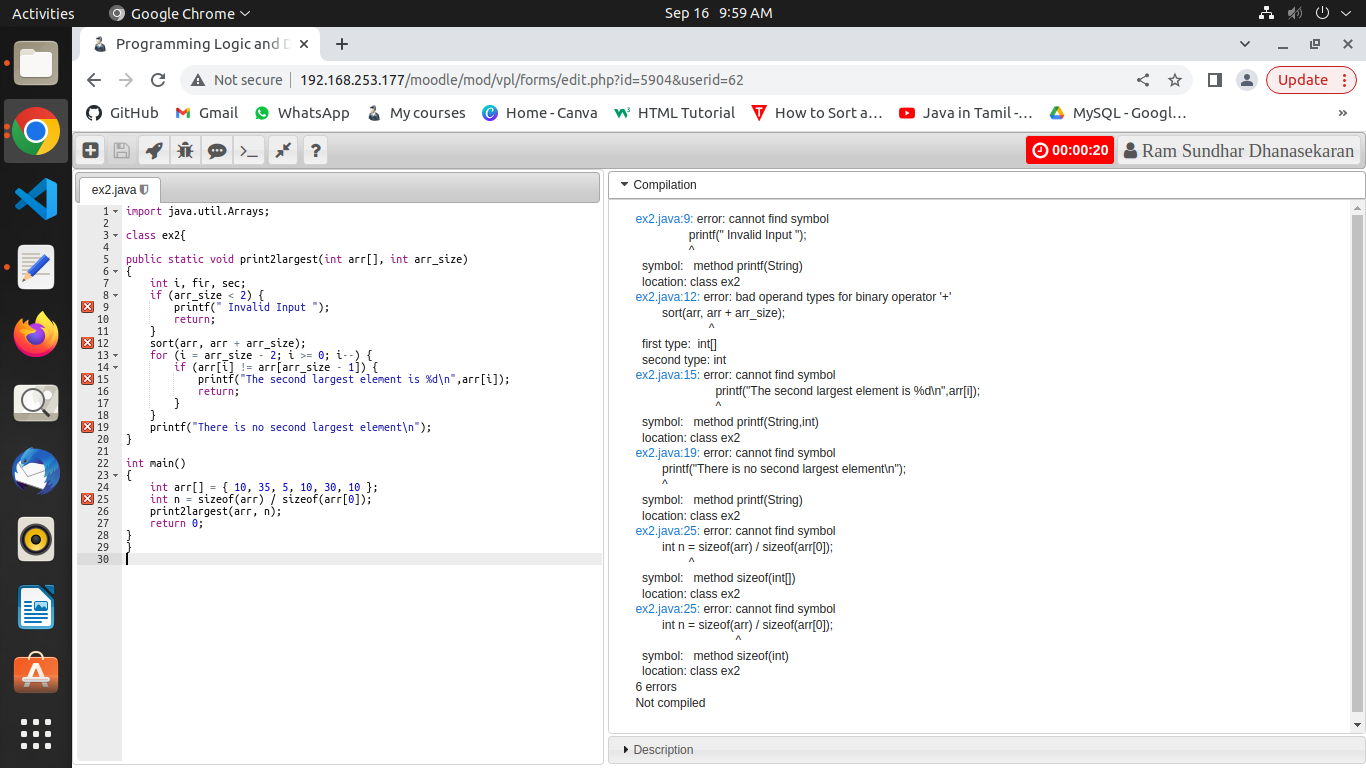 Activities
Google Chrome
Sep 16 9:59 AM
Programming Logic and D
Not secure
192.168.253.177/moodle/mod/vpl/forms/edit.php?id=5904&userid=62
Update
GitHub
Gmail
WhatsApp
My courses
Home - Canva
HTML Tutorial
How to Sort a…
Java in Tamil -…
MySQL - Googl…
»
00:00:20
Ram Sundhar Dhanasekaran
ex2.java
1 import java.util.Arrays;
2
3 class ex2{
4
5 public static void print2largest(int arr[], int arr_size)
6 {
7 int i, fir, sec;
8 if (arr_size < 2) {
9 printf(" Invalid Input ");
10 return;
11 }
12 sort(arr, arr + arr_size);
13 for (i = arr_size - 2; i >= 0; i--) {
14 if (arr[i] != arr[arr_size - 1]) {
15 printf("The second largest element is %d\n",arr[i]);
16 return;
17 }
18 }
19 printf("There is no second largest element\n");
20 }
21
22 int main()
23 {
24 int arr[] = { 10, 35, 5, 10, 30, 10 };
25 int n = sizeof(arr) / sizeof(arr[0]);
26 print2largest(arr, n);
27 return 0;
28 }
29 }
30
Compilation
ex2.java:9: error: cannot find symbol
printf(" Invalid Input ");
^
symbol: method printf(String)
location: class ex2
ex2.java:12: error: bad operand types for binary operator '+'
sort(arr, arr + arr_size);
^
first type: int[]
second type: int
ex2.java:15: error: cannot find symbol
printf("The second largest element is %d\n",arr[i]);
^
symbol: method printf(String,int)
location: class ex2
ex2.java:19: error: cannot find symbol
printf("There is no second largest element\n");
^
symbol: method printf(String)
location: class ex2
ex2.java:25: error: cannot find symbol
int n = sizeof(arr) / sizeof(arr[0]);
^
symbol: method sizeof(int[])
location: class ex2
ex2.java:25: error: cannot find symbol
int n = sizeof(arr) / sizeof(arr[0]);
^
symbol: method sizeof(int)
location: class ex2
6 errors
Not compiled
Description